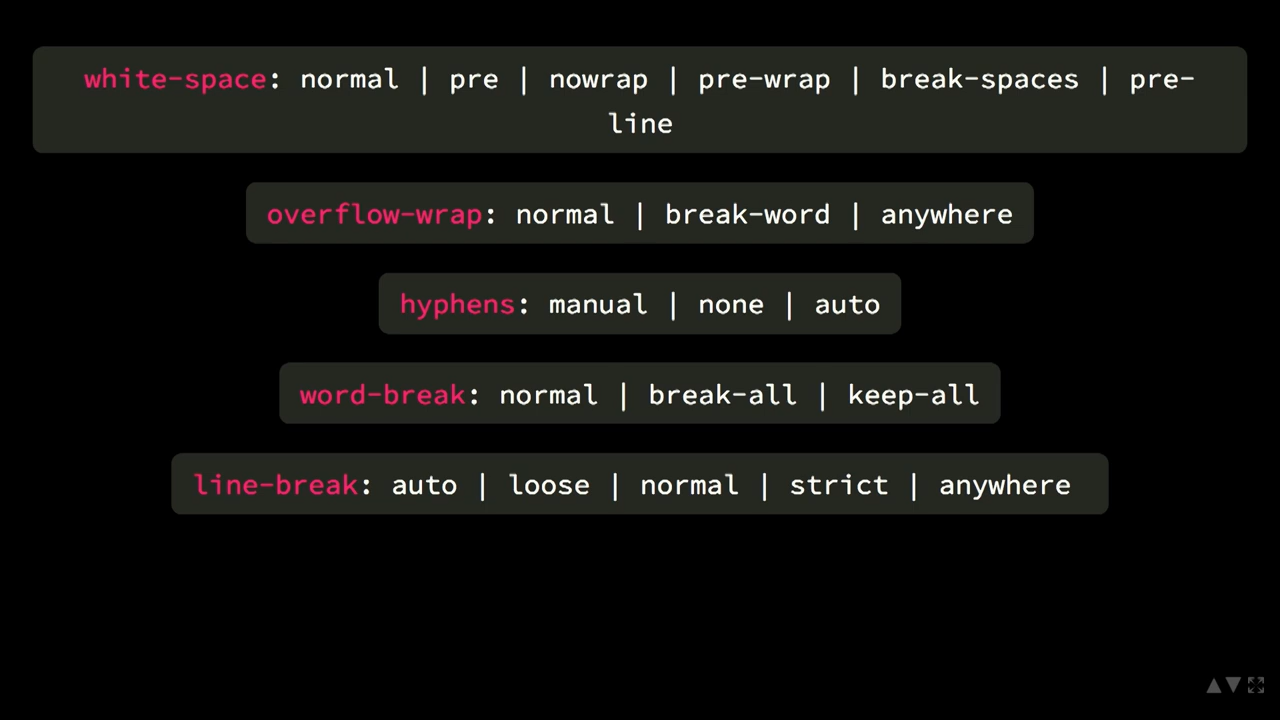 white-space: normal | pre | nowrap | pre-wrap | break-spaces | pre-
line
overflow-wrap: normal | break-word | anywhere
hyphens: manual | none | auto
word-break: normal | break-all | keep-all
line-break: auto | loose | normal | strict | anywhere